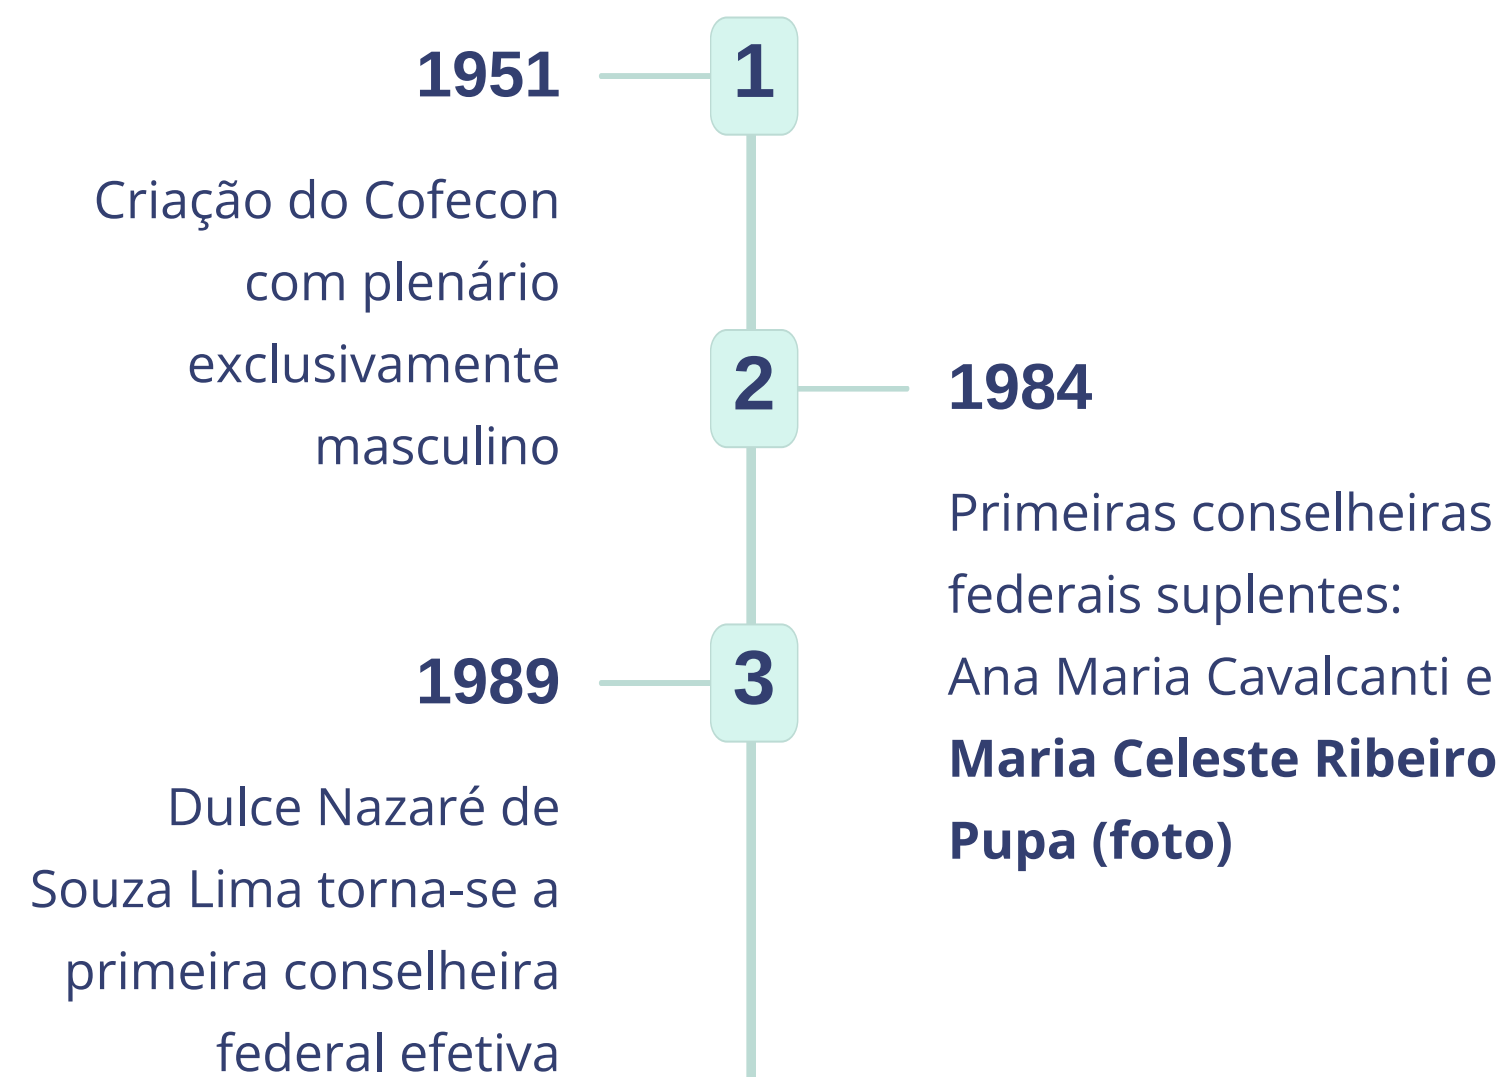 1951
1
Criação do Cofecon
com plenário
exclusivamente
masculino
2
1984
Primeiras conselheiras
federais suplentes:
Ana Maria Cavalcanti e
Maria Celeste Ribeiro
Pupa (foto)
1989
3
Dulce Nazaré de
Souza Lima torna-se a
primeira conselheira
federal efetiva